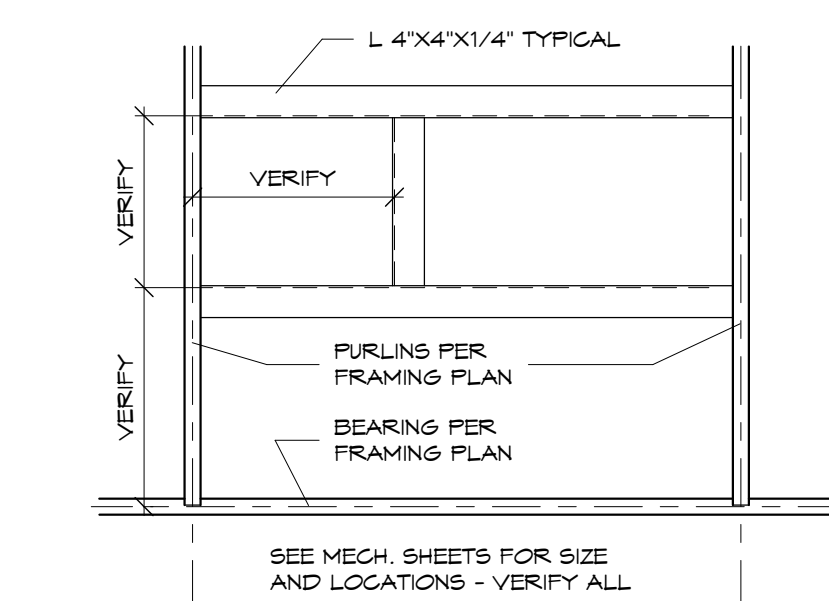 L 4"X4"X1/4" TYPICAL
VERIFY
VERIFY
PURLINS PER
FRAMING PLAN
VERIFY
BEARING PER
FRAMING PLAN
SEE MECH. SHEETS FOR SIZE
AND LOCATIONS - VERIFY ALL